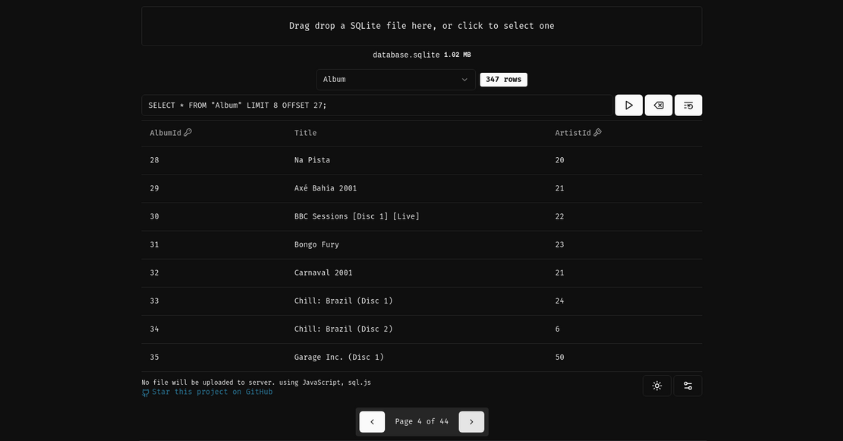 Drag drop a SQLite file here, or click to select one
database.sqlite 1.02 MB
Album 347 rows
SELECT * FROM "Album" LIMIT 8 OFFSET 27;
AlbumId Title ArtistId
28 Na Pista 20
29 Axé Bahia 2001 21
30 BBC Sessions [Disc 1] [Live] 22
31 Bongo Fury 23
32 Carnaval 2001 21
33 Chill: Brazil (Disc 1) 24
34 Chill: Brazil (Disc 2) 6
35 Garage Inc. (Disc 1) 50
No file will be uploaded to server. using JavaScript, sql.js
Star this project on GitHub
Page 4 of 44